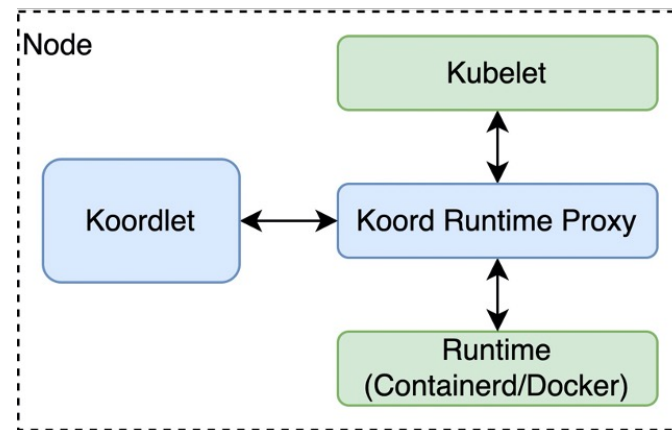 Node
Kubelet
Koordlet
Koord Runtime Proxy
Runtime
(Containerd/Docker)